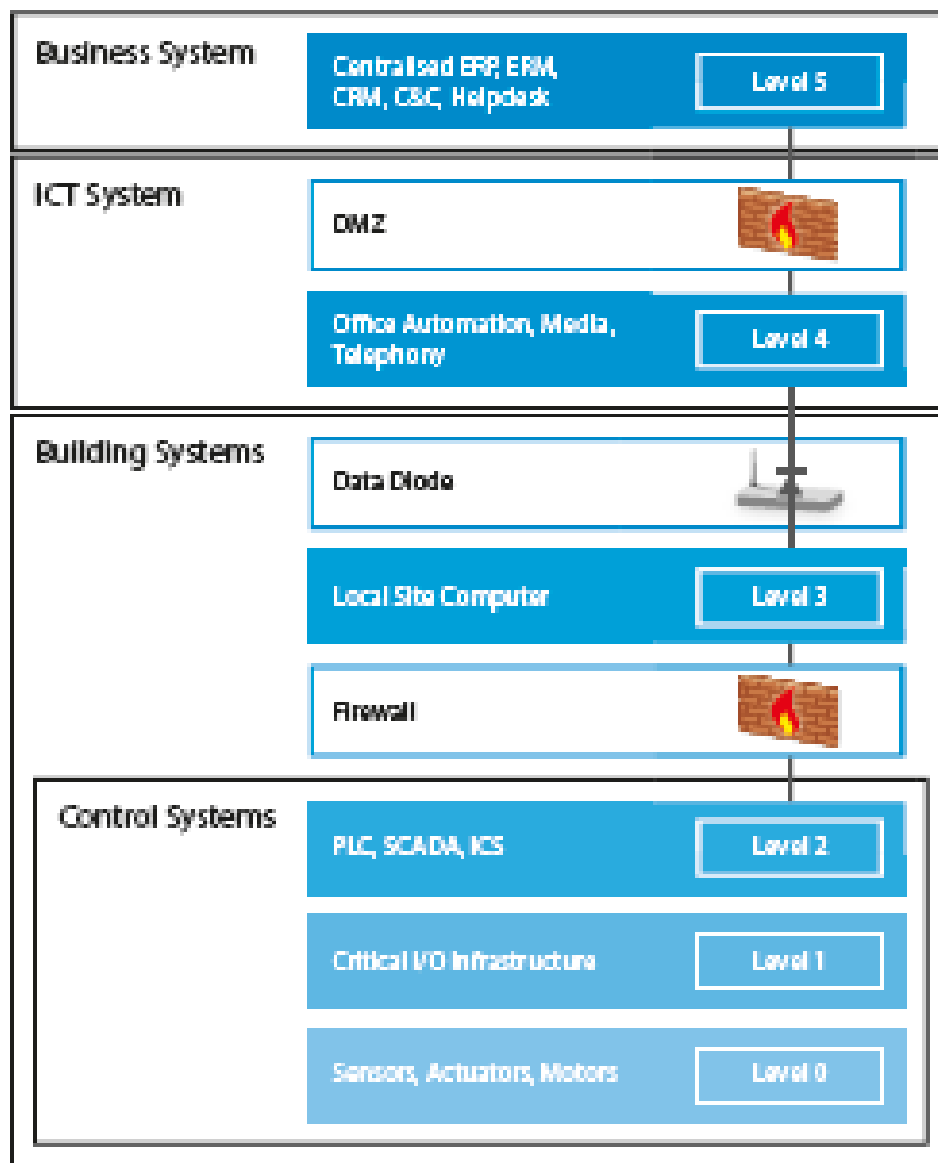 Business System
Centralised ERP, ERM,
CRM, C&C, Helpdesk
Level 5
ICT System
DMZ
Office Automation, Media,
Telephony
Level 4
Building Systems
Data Diode
Local Site Computer
Level 3
Firewall
Control Systems
PLC, SCADA, ICS
Level 2
Critical I/O Infrastructure
Level 1
Sensors, Actuators, Motors
Level 0